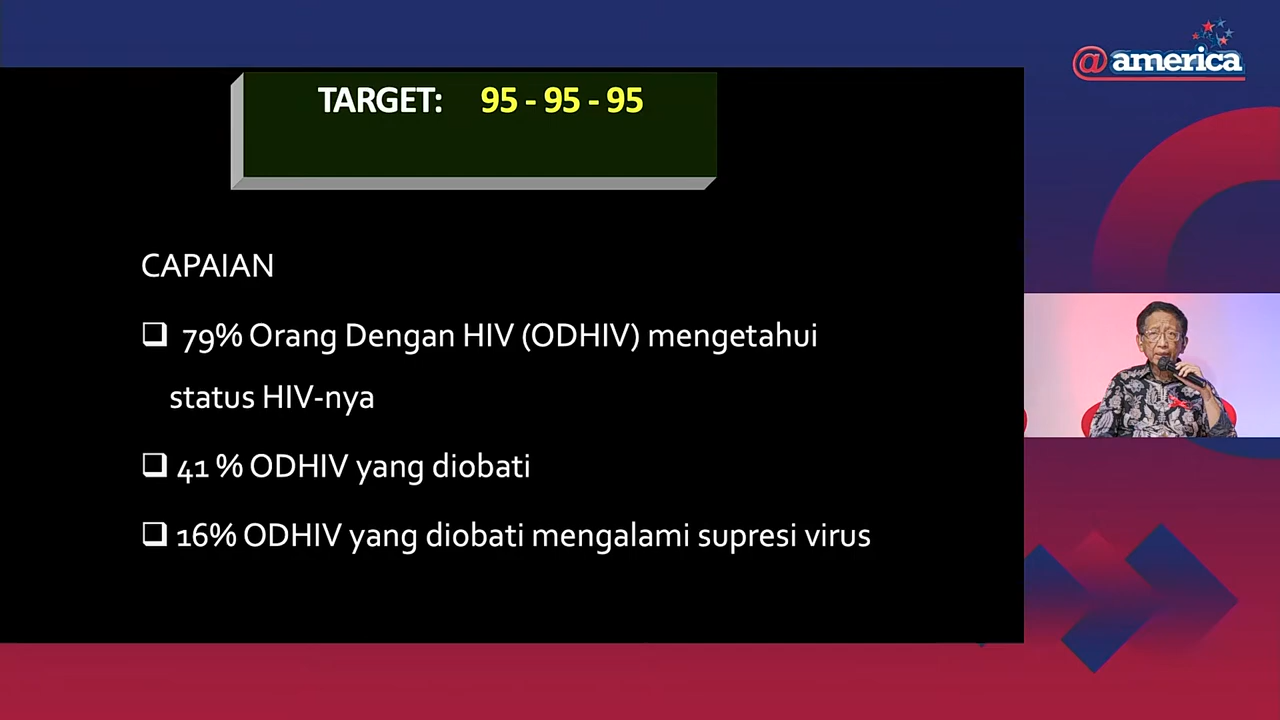 @america
TARGET: 95 - 95 - 95
CAPAIAN
79% Orang Dengan HIV (ODHIV) mengetahui
status HIV-nya
41 % ODHIV yang diobati
16% ODHIV yang diobati mengalami supresi virus